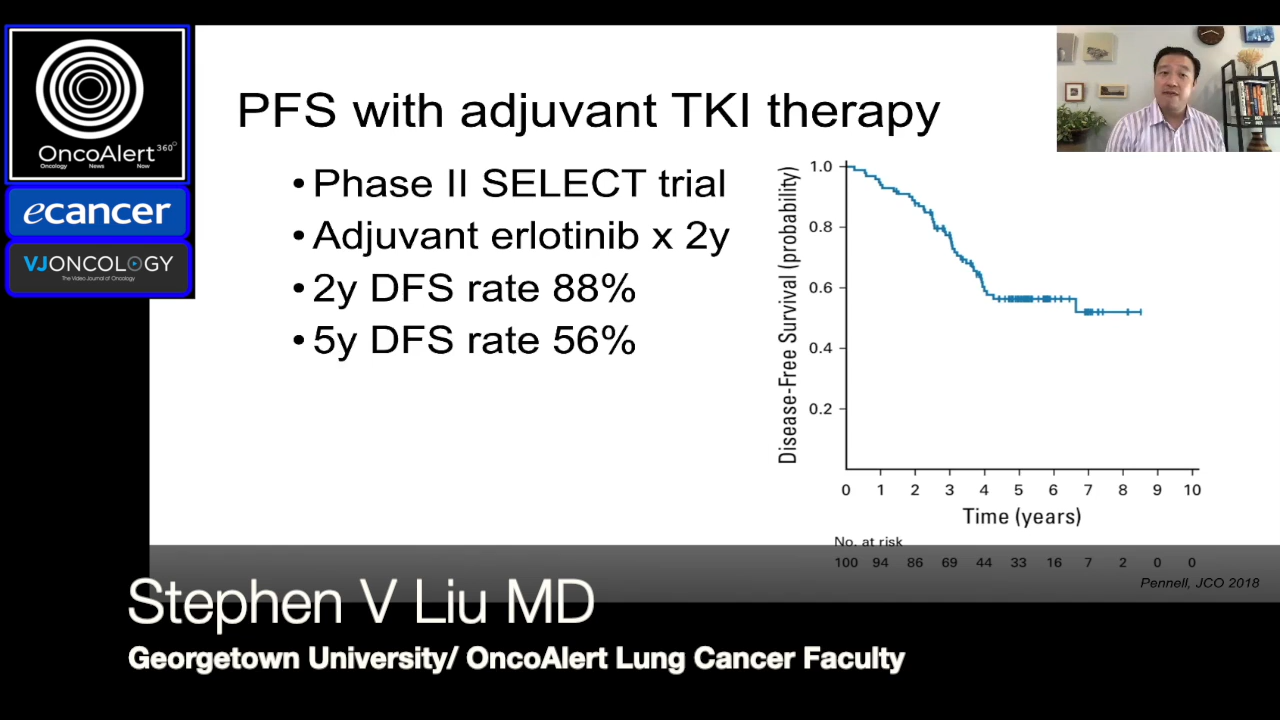 OncoAlert 360°
Oncology News Now
ecancer
VJONCOLOGY
The Video Journal of Oncology
PFS with adjuvant TKI therapy
• Phase II SELECT trial
• Adjuvant erlotinib x 2y
• 2y DFS rate 88%
• 5y DFS rate 56%
Disease-Free Survival (probability)
1.0
0.8
0.6
0.4
0.2
0 1 2 3 4 5 6 7 8 9 10
Time (years)
No. at risk
100 94 86 69 44 33 16 7 2 0 0
Pennell, JCO 2018
Stephen V Liu MD
Georgetown University/ OncoAlert Lung Cancer Faculty